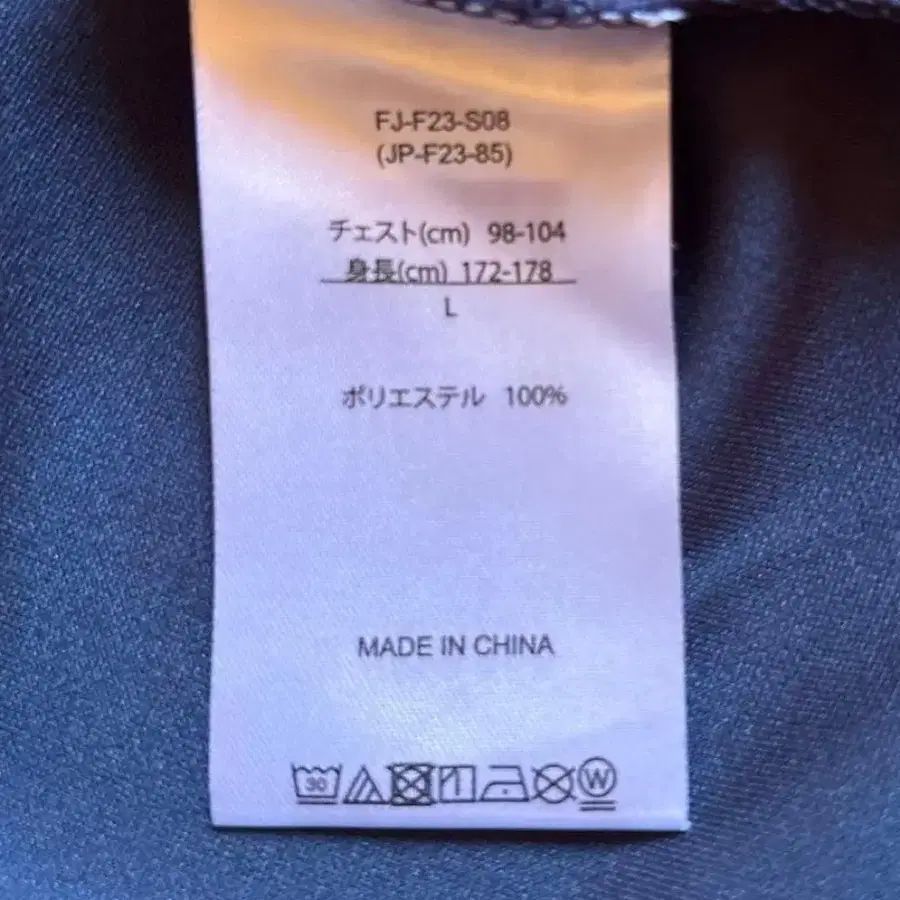 FJ-F23-S08
(JP-F23-85)
チェスト(cm) 98-104
身長(cm) 172-178
L
ポリエステル 100%
MADE IN CHINA
30 W